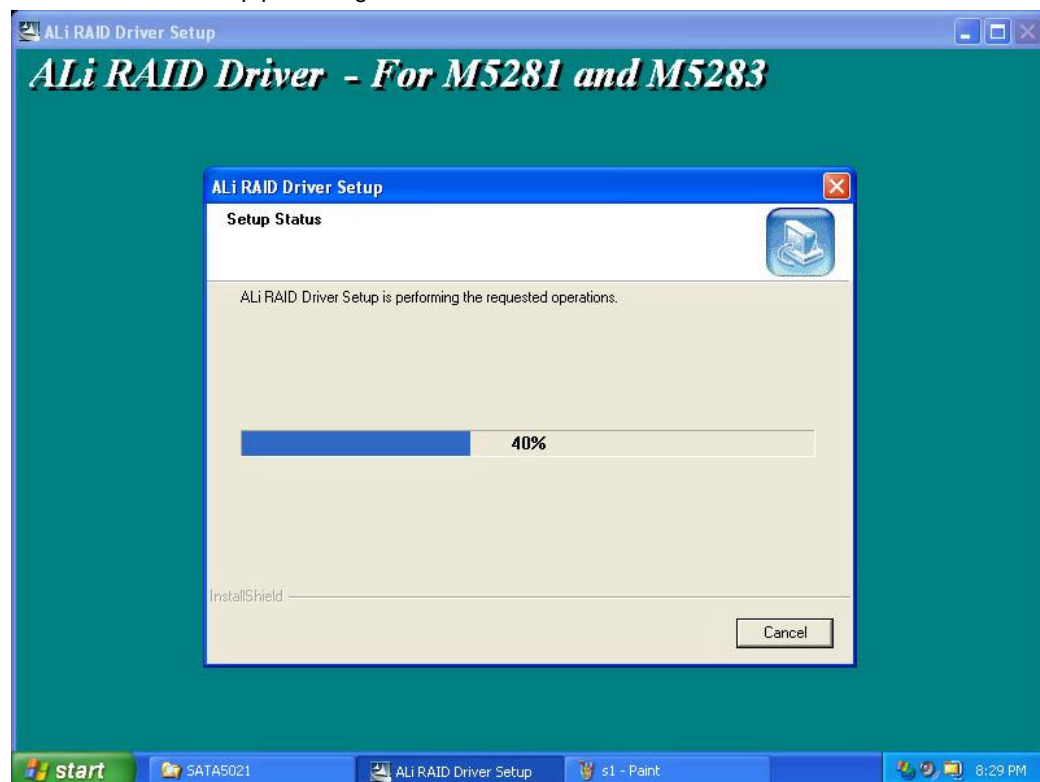 ALi RAID Driver Setup
ALi RAID Driver - For M5281 and M5283
ALi RAID Driver Setup
Setup Status
ALi RAID Driver Setup is performing the requested operations.
40%
InstallShield
Cancel
start
SATA5021
ALi RAID Driver Setup
s1 - Paint
8:29 PM